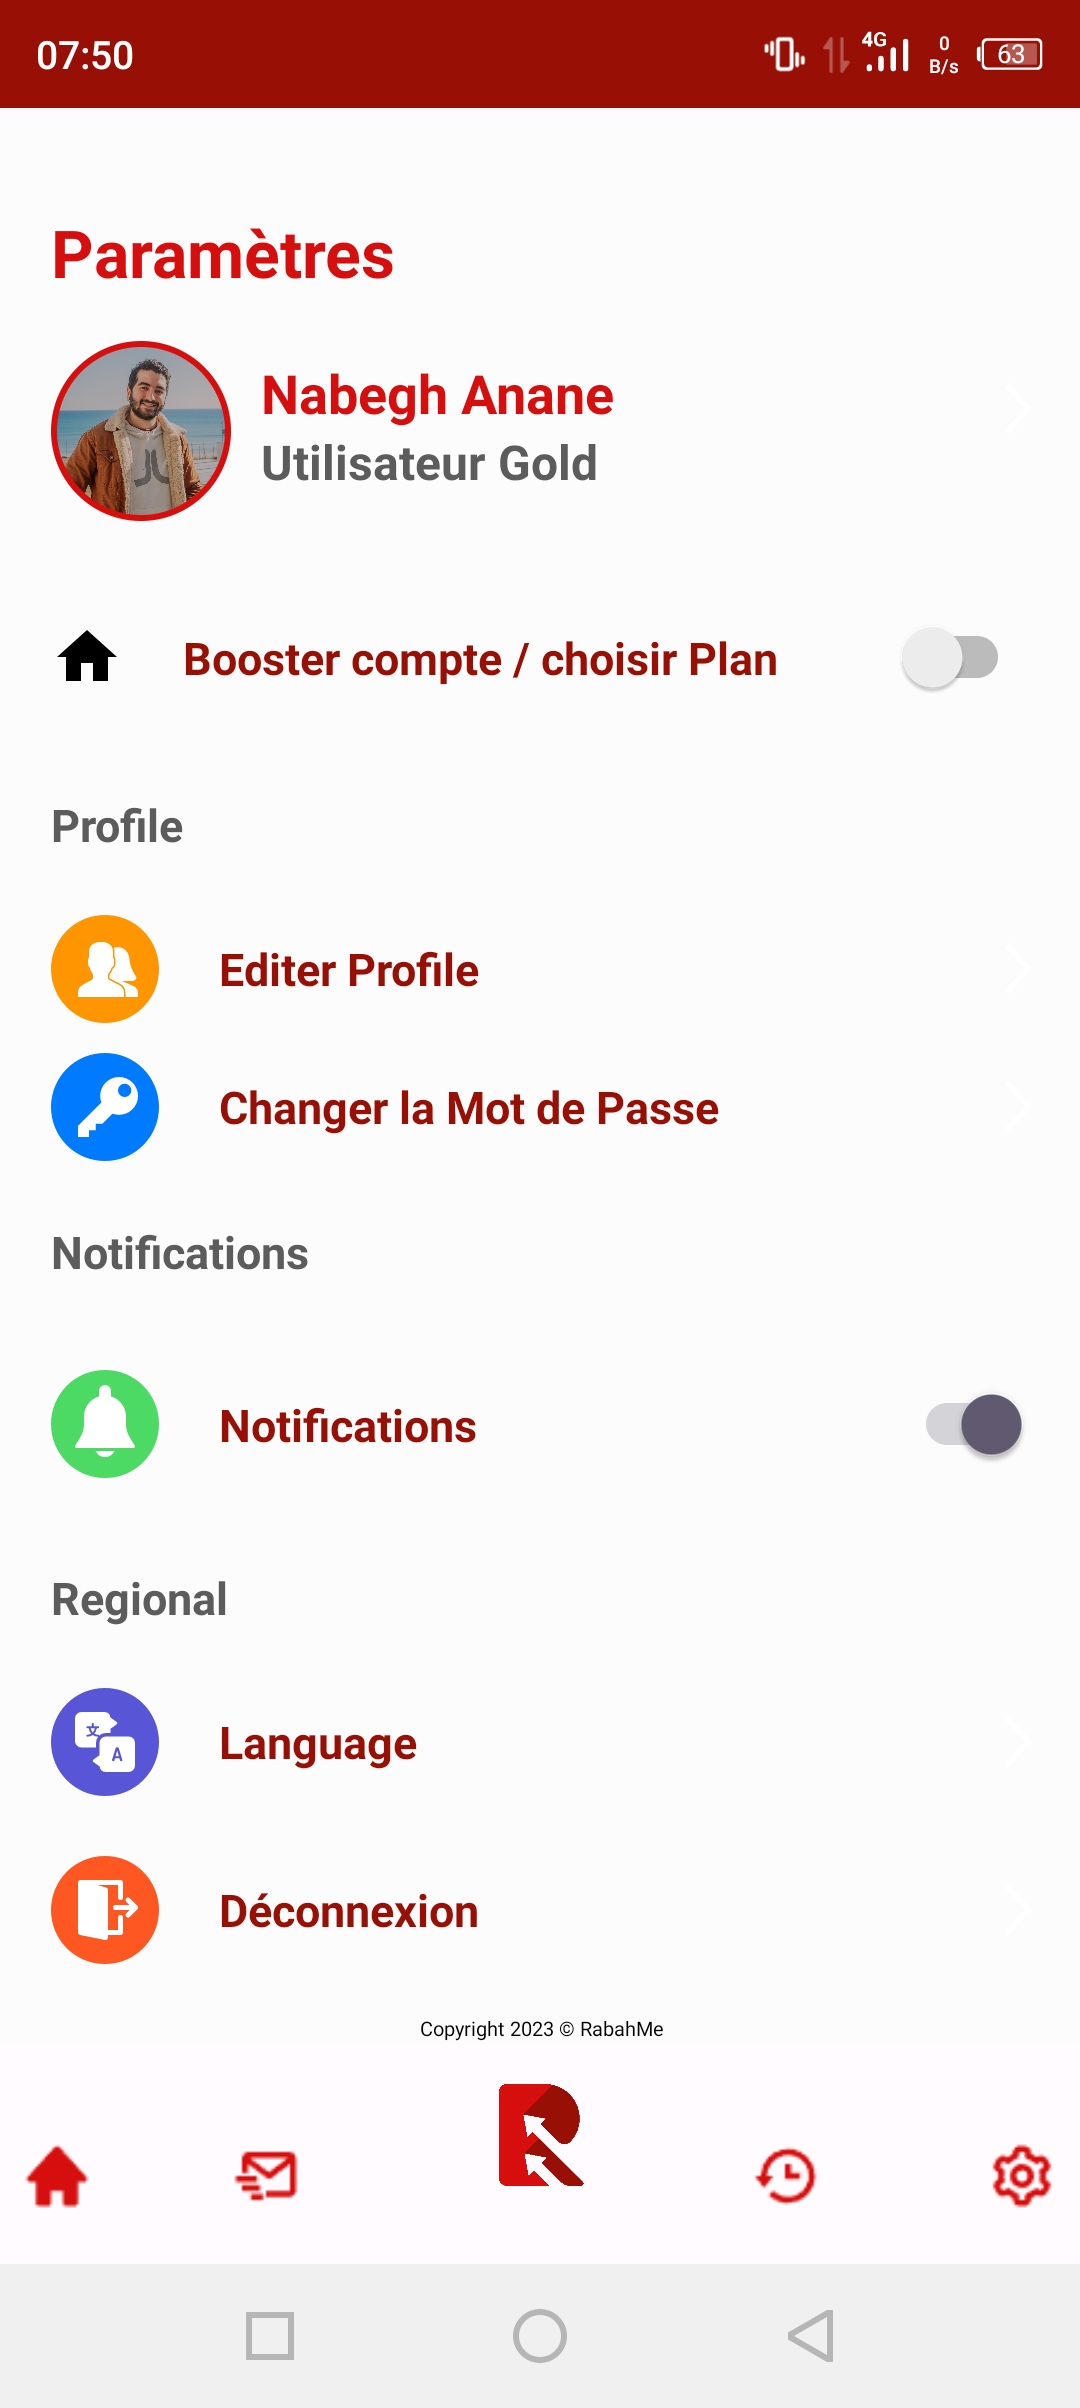 07:50
4G
0
B/s
63
Paramètres
Nabegh Anane
Utilisateur Gold
Booster compte / choisir Plan
Profile
Editer Profile
Changer la Mot de Passe
Notifications
Notifications
Regional
文
A
Language
Déconnexion
Copyright 2023 © RabahMe